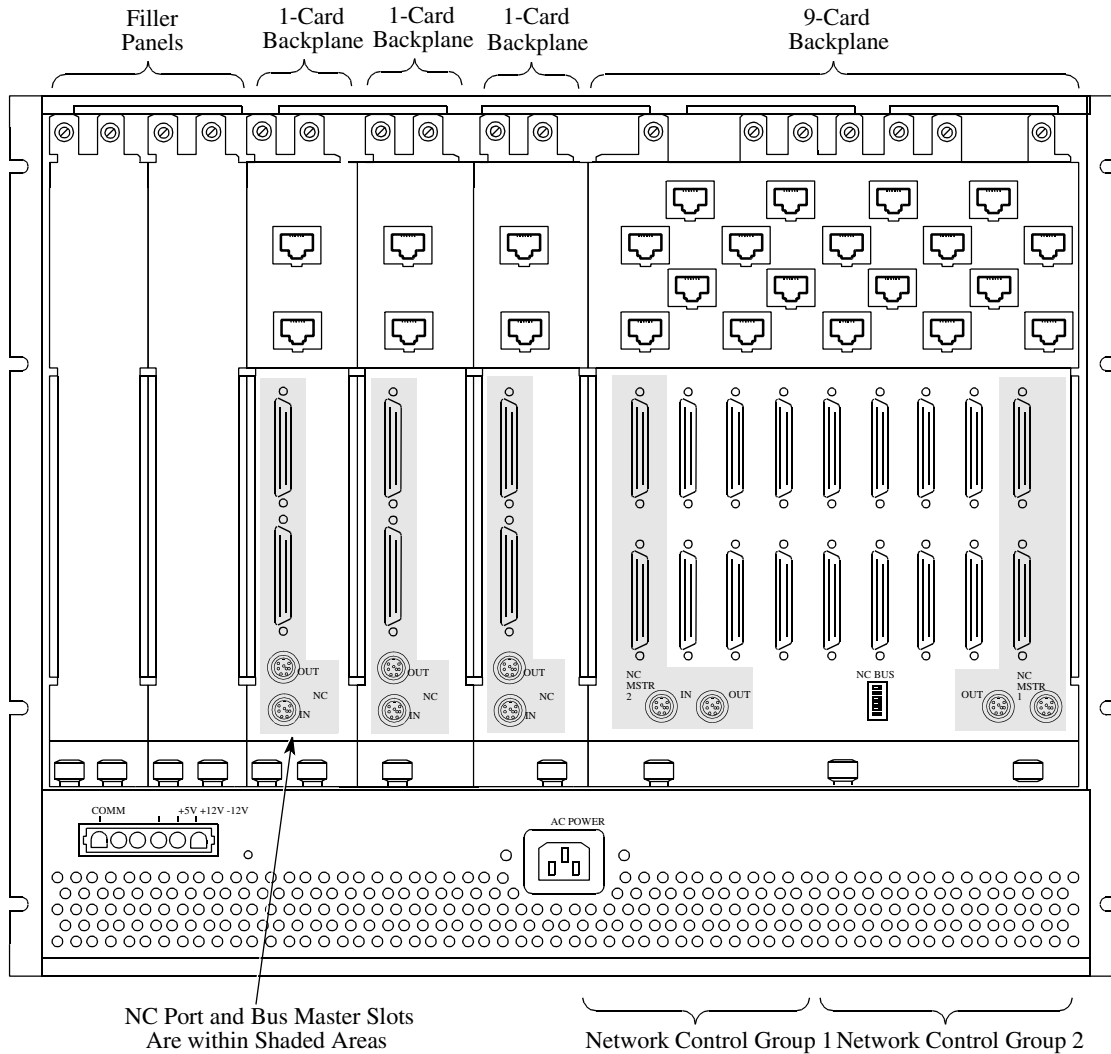 Filler
Panels
1-Card
Backplane
1-Card
Backplane
1-Card
Backplane
9-Card
Backplane
OUT
NC
IN
OUT
NC
IN
OUT
NC
IN
NC
MSTR
2
IN
OUT
NC BUS
OUT
NC
MSTR
1
COMM
+5V +12V -12V
AC POWER
NC Port and Bus Master Slots
Are within Shaded Areas
Network Control Group 1
Network Control Group 2